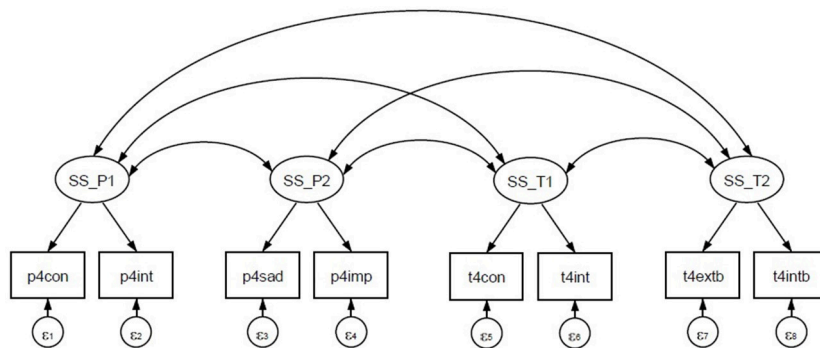 SS_P1 SS_P2 SS_T1 SS_T2
p4con p4int p4sad p4imp t4con t4int t4extb t4intb
ε1 ε2 ε3 ε4 ε5 ε6 ε7 ε8